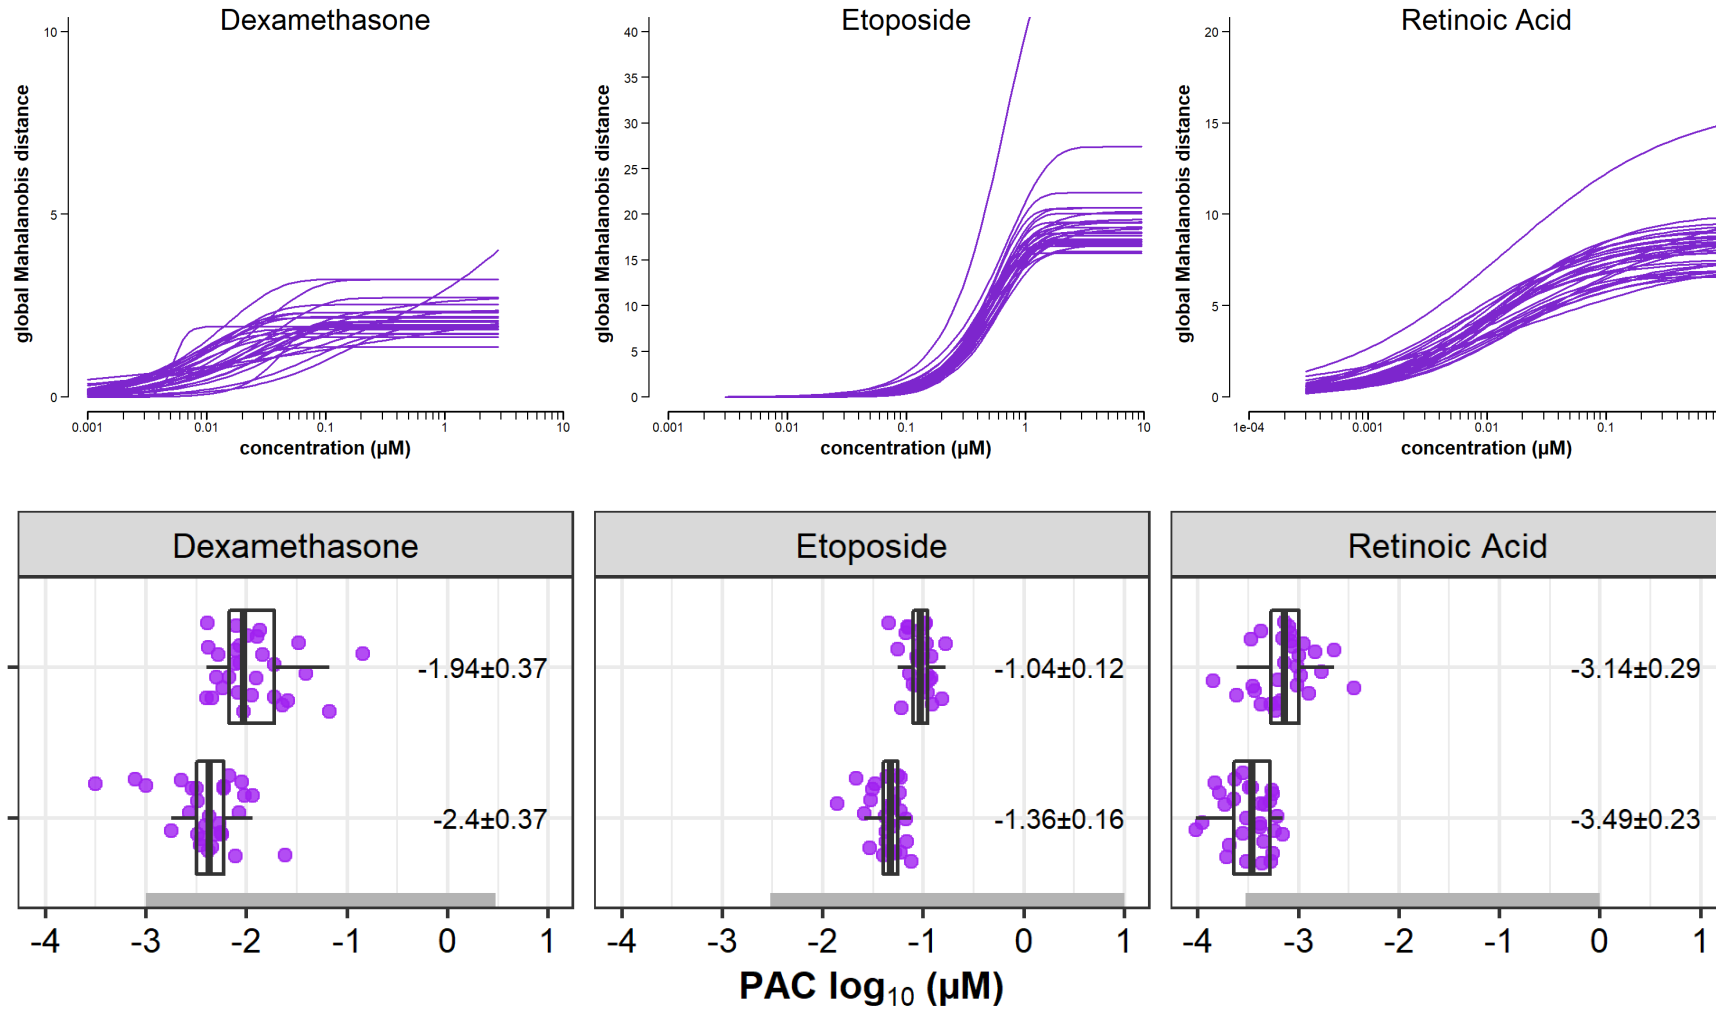 Dexamethasone
10
5
0
global Mahalanobis distance
0.001 0.01 0.1 1 10
concentration (µM)
Etoposide
40
35
30
25
20
15
10
5
0
global Mahalanobis distance
0.001 0.01 0.1 1 10
concentration (µM)
Retinoic Acid
20
15
10
5
0
global Mahalanobis distance
1e-04 0.001 0.01 0.1
concentration (µM)
Dexamethasone
-1.94±0.37
-2.4±0.37
-4 -3 -2 -1 0 1
Etoposide
-1.04±0.12
-1.36±0.16
-4 -3 -2 -1 0 1
Retinoic Acid
-3.14±0.29
-3.49±0.23
-4 -3 -2 -1 0 1
PAC log10 (µM)